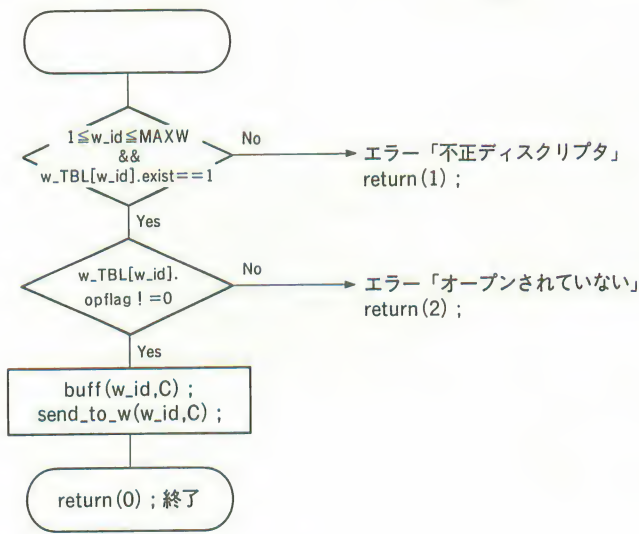 1≦w_id≦MAXW
&&
w_TBL[w_id].exist==1
No
エラー「不正ディスクリプタ」
return(1) ;
Yes
w_TBL[w_id].
opflag ! =0
No
エラー「オープンされていない」
return(2) ;
Yes
buff(w_id,C) ;
send_to_w(w_id,C) ;
return(0) ; 終了